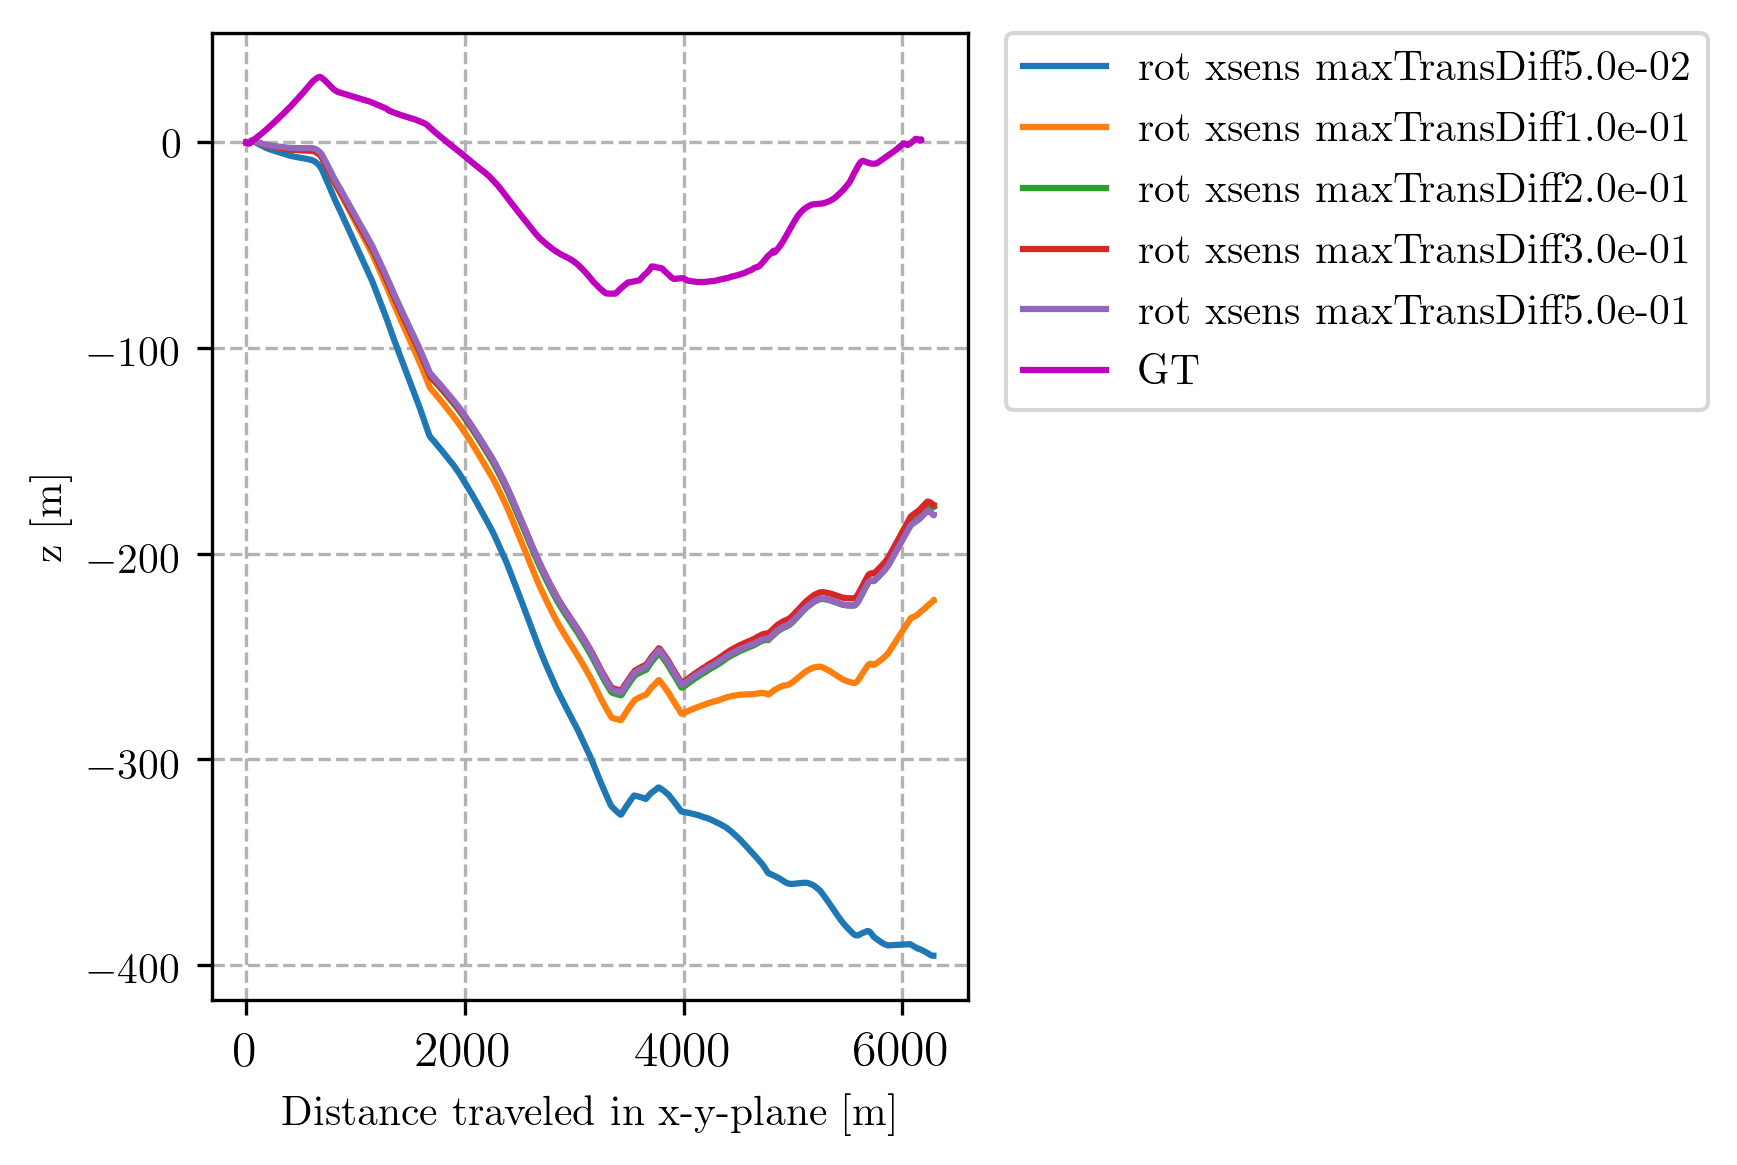 rot xsens maxTransDiff5.0e-02
rot xsens maxTransDiff1.0e-01
rot xsens maxTransDiff2.0e-01
rot xsens maxTransDiff3.0e-01
rot xsens maxTransDiff5.0e-01
GT
0
−100
−200
−300
−400
z [m]
0 2000 4000 6000
Distance traveled in x-y-plane [m]